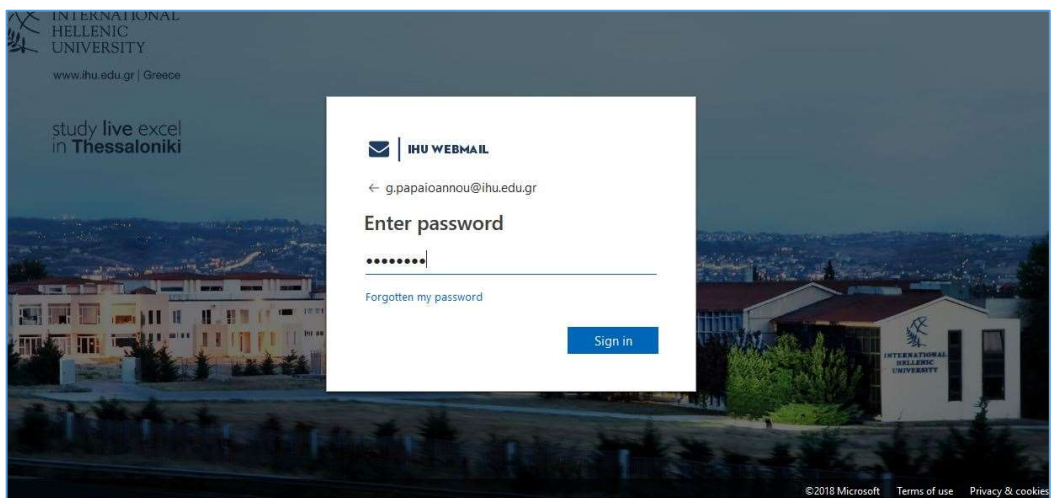 INTERNATIONAL
HELLENIC
UNIVERSITY
www.ihu.edu.gr | Greece
study live excel
in Thessaloniki
IHU WEBMAIL
← g.papaioannou@ihu.edu.gr
Enter password
••••••••
Forgotten my password
Sign in
INTERNATIONAL
HELLENIC
UNIVERSITY
©2018 Microsoft Terms of use Privacy & cookies